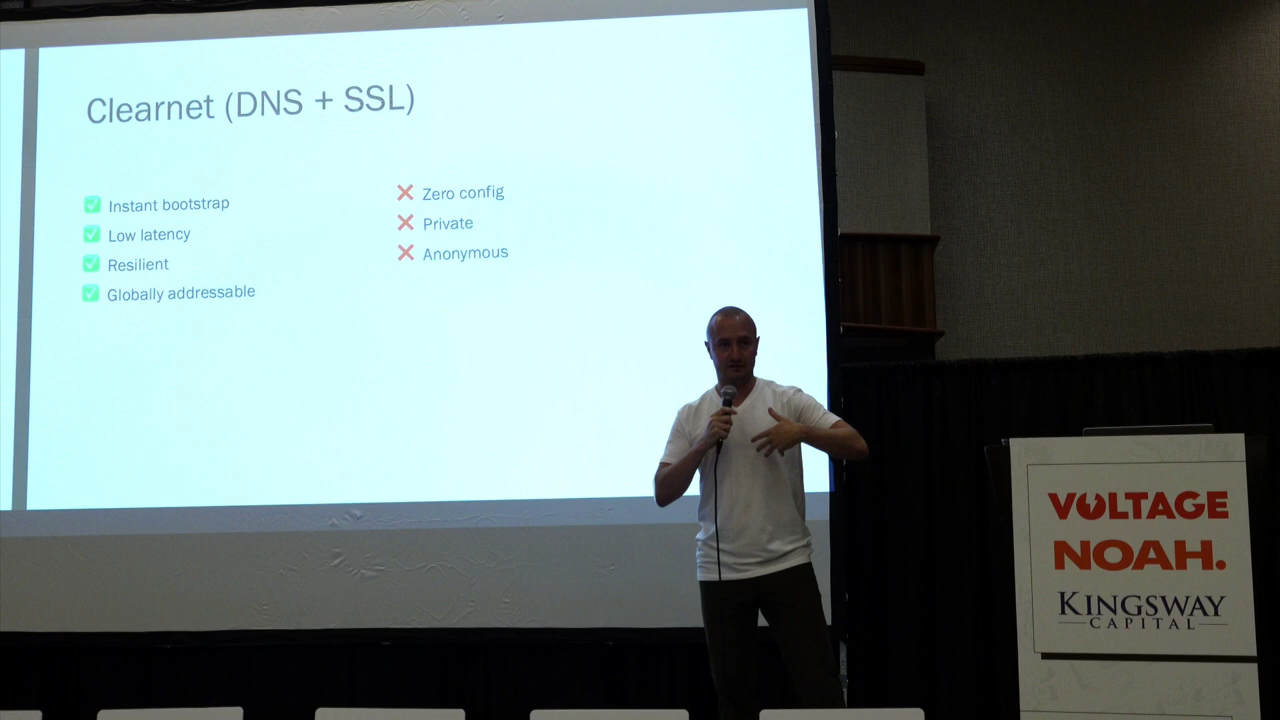 Clearnet (DNS + SSL)
✅ Instant bootstrap
✅ Low latency
✅ Resilient
✅ Globally addressable
❌ Zero config
❌ Private
❌ Anonymous
VOLTAGE
NOAH.
KINGSWAY
CAPITAL